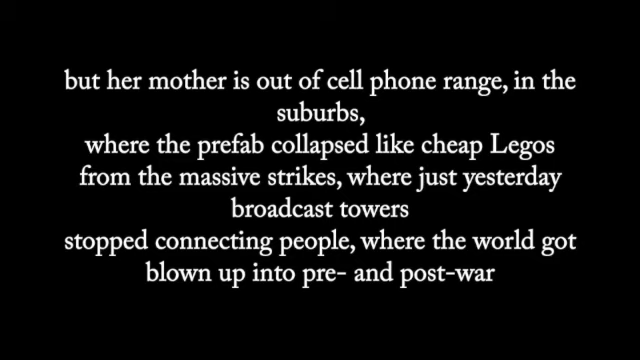 but her mother is out of cell phone range, in the
suburbs,
where the prefab collapsed like cheap Legos
from the massive strikes, where just yesterday
broadcast towers
stopped connecting people, where the world got
blown up into pre- and post-war